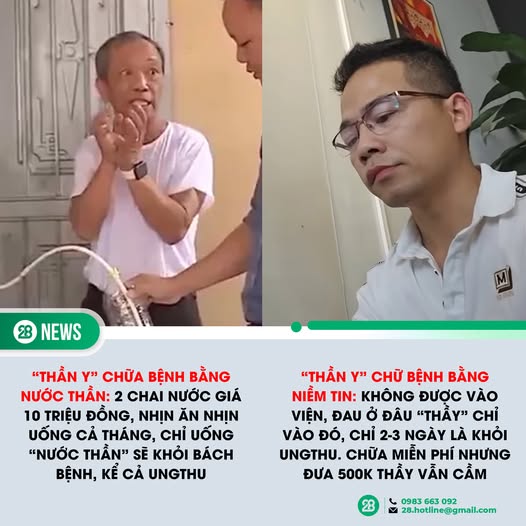 28 NEWS
“THẦN Y” CHỮA BỆNH BẰNG
NƯỚC THẦN: 2 CHAI NƯỚC GIÁ
10 TRIỆU ĐỒNG, NHỊN ĂN NHỊN
UỐNG CẢ THÁNG, CHỈ UỐNG
“NƯỚC THẦN” SẼ KHỎI BÁCH
BỆNH, KỂ CẢ UNGTHU
“THẦN Y” CHỮ BỆNH BẰNG
NIỀM TIN: KHÔNG ĐƯỢC VÀO
VIỆN, ĐAU Ở ĐÂU “THẦY” CHỈ
VÀO ĐÓ, CHỈ 2-3 NGÀY LÀ KHỎI
UNGTHU. CHỮA MIỄN PHÍ NHƯNG
ĐƯA 500K THẦY VẪN CẦM
28
0983 663 092
28.hotline@gmail.com
M